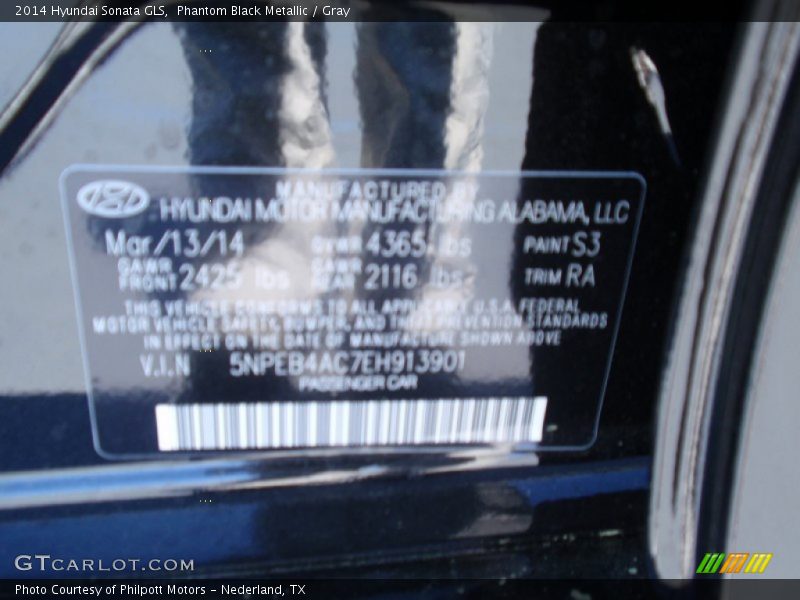 2014 Hyundai Sonata GLS,  Phantom Black Metallic / Gray
MANUFACTURED BY
HYUNDAI MOTOR MANUFACTURING ALABAMA, LLC
Mar/13/14 GVWR 4365 lbs PAINT S3
GAWR FRONT 2425 lbs GAWR REAR 2116 lbs TRIM RA
THIS VEHICLE CONFORMS TO ALL APPLICABLE U.S.A. FEDERAL
MOTOR VEHICLE SAFETY, BUMPER, AND THEFT PREVENTION STANDARDS
IN EFFECT ON THE DATE OF MANUFACTURE SHOWN ABOVE
V.I.N 5NPEB4AC7EH913901
PASSENGER CAR
GTCARLOT.COM
Photo Courtesy of Philpott Motors – Nederland, TX